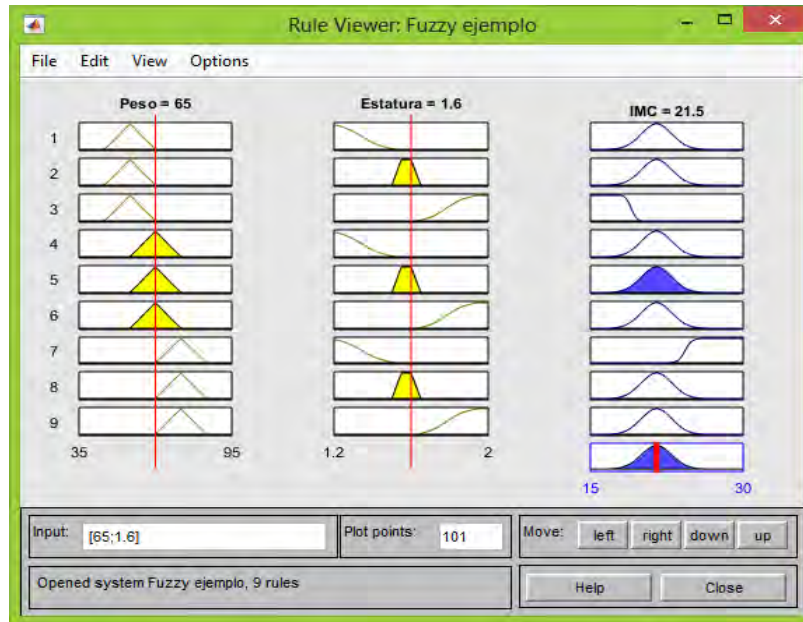 Rule Viewer: Fuzzy ejemplo
File Edit View Options
Peso = 65 Estatura = 1.6 IMC = 21.5
1
2
3
4
5
6
7
8
9
35 95 1.2 2
15 30
Input: [65;1.6] Plot points: 101 Move: left right down up
Opened system Fuzzy ejemplo, 9 rules Help Close